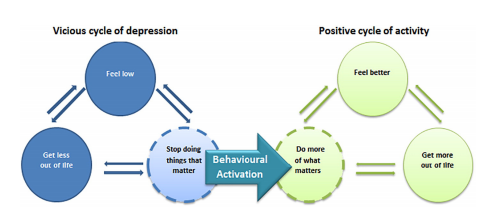 Vicious cycle of depression
Positive cycle of activity
Feel low
Get less
out of life
Stop doing
things that
matter
Behavioural
Activation
Feel better
Do more
of what
matters
Get more
out of life